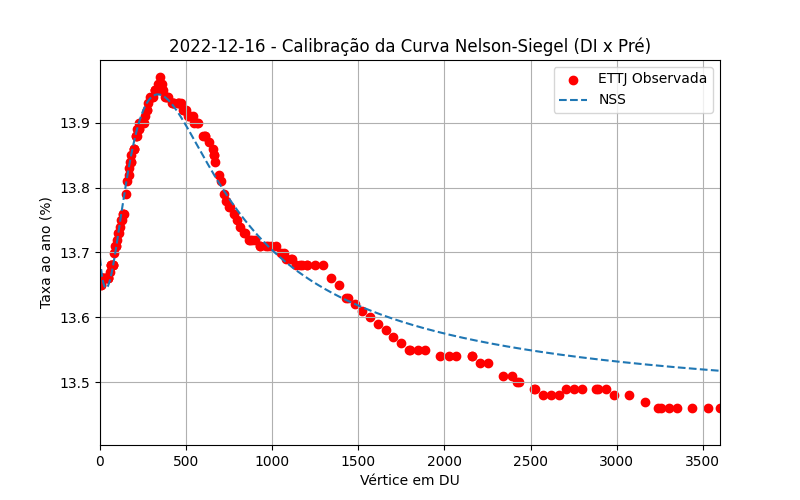 2022-12-16 - Calibração da Curva Nelson-Siegel (DI x Pré)
ETTJ Observada
NSS
Taxa ao ano (%)
13.9
13.8
13.7
13.6
13.5
0 500 1000 1500 2000 2500 3000 3500
Vértice em DU